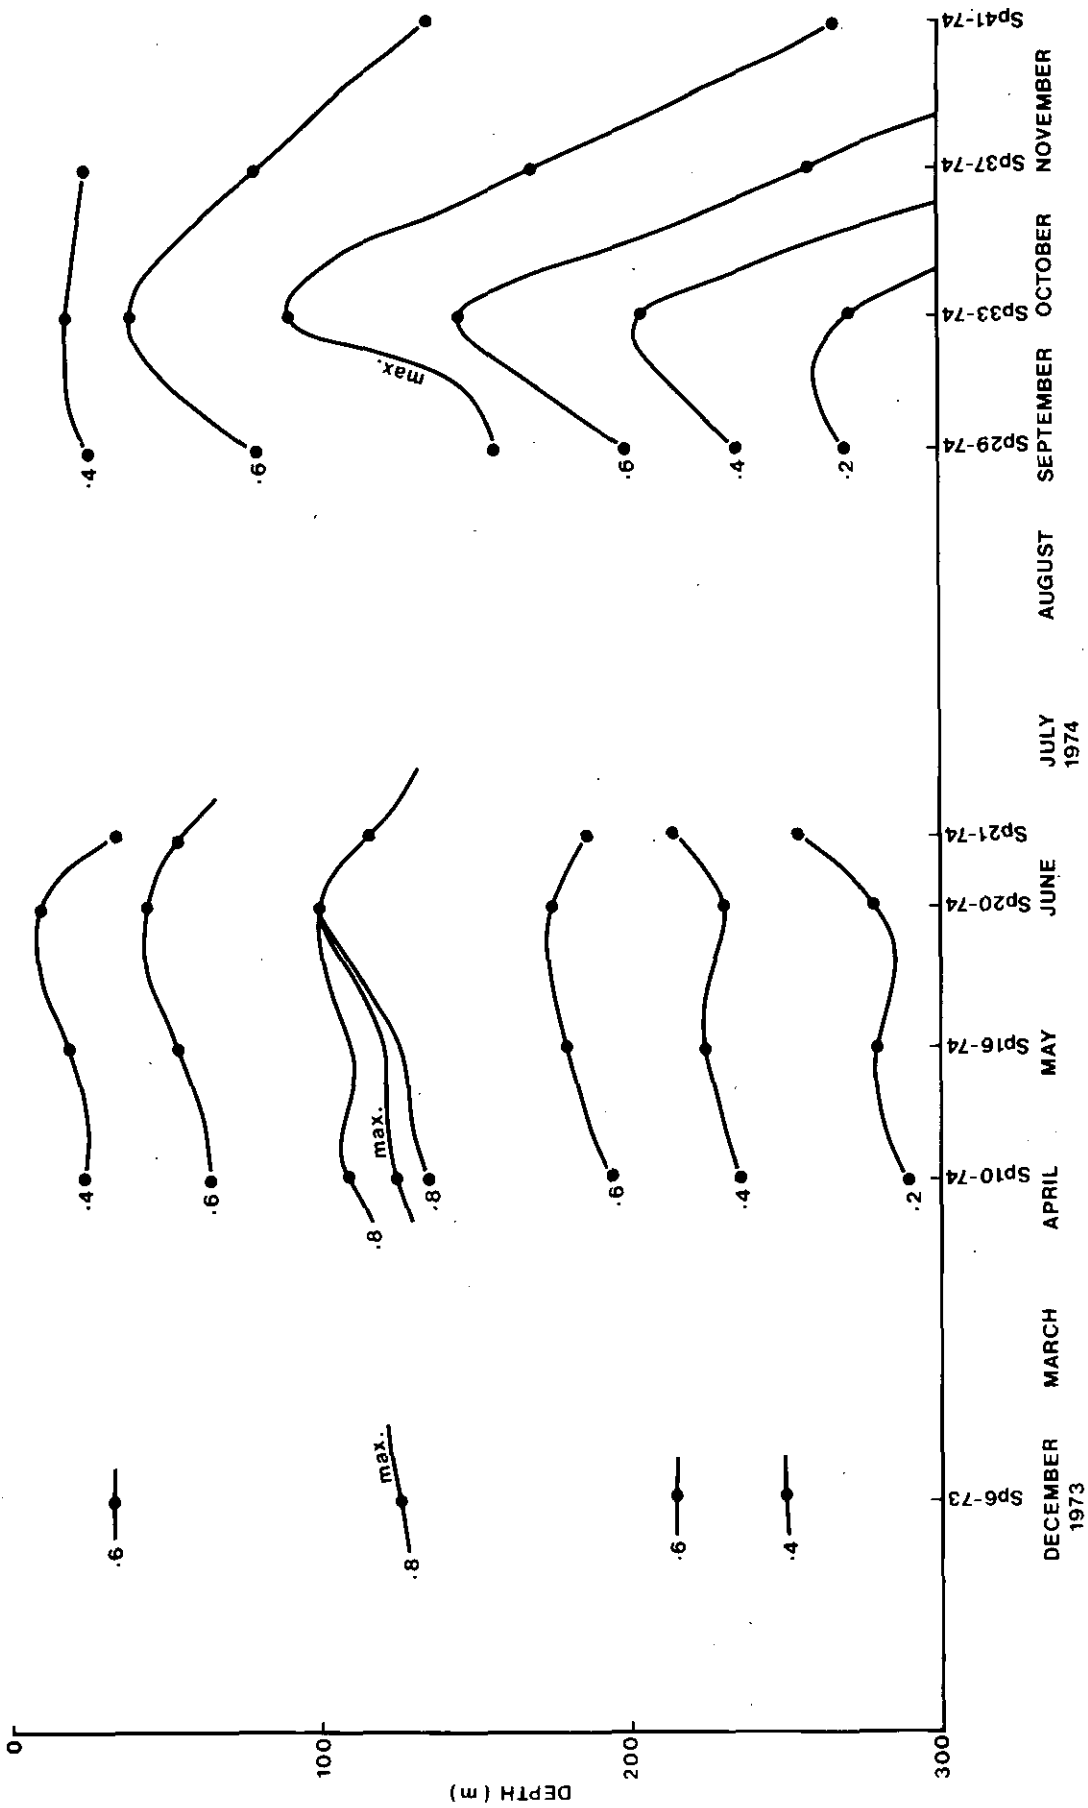 DEPTH (m)
0
100
200
300
.6
.8
max.
.6
.4
.4
.6
.8
max.
.8
.6
.4
.2
.4
.6
max.
.6
.4
.2
Sp6-73
Sp10-74
Sp16-74
Sp20-74
Sp21-74
Sp29-74
Sp33-74
Sp37-74
Sp41-74
DECEMBER MARCH APRIL MAY JUNE JULY AUGUST SEPTEMBER OCTOBER NOVEMBER
1973 1974